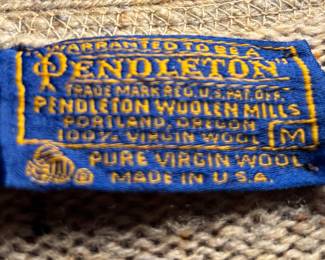 "WARRANTED TO BE A
PENDLETON"
TRADE MARK REG. U.S. PAT. OFF.
PENDLETON WOOLEN MILLS
PORTLAND, OREGON
100% VIRGIN WOOL M
PURE VIRGIN WOOL
® MADE IN U.S.A.